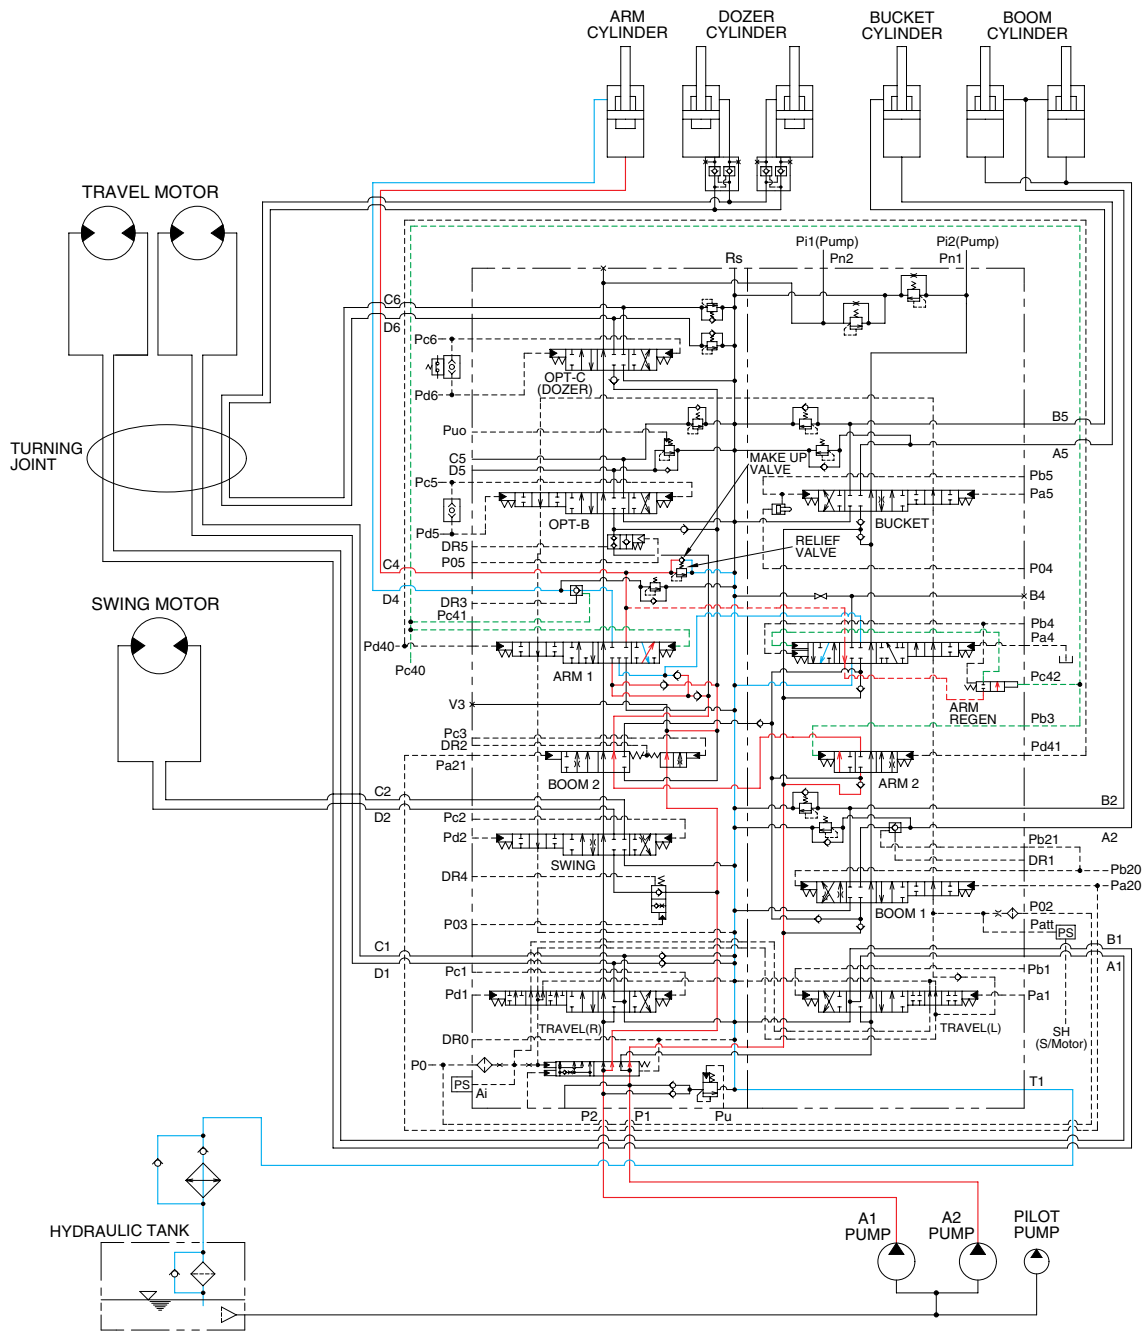 ARM
CYLINDER
DOZER
CYLINDER
BUCKET
CYLINDER
BOOM
CYLINDER
TRAVEL MOTOR
Pi1(Pump)
Pn2
Pi2(Pump)
Pn1
Rs
C6
D6
Pc6
Pd6
OPT-C
(DOZER)
TURNING
JOINT
Puo
B5
A5
C5
D5
MAKE UP
VALVE
Pc5
Pb5
Pa5
OPT-B
BUCKET
Pd5
DR5
P05
RELIEF
VALVE
P04
C4
D4
B4
SWING MOTOR
DR3
Pc41
Pb4
Pa4
Pd40
Pc40
ARM 1
Pc42
ARM
REGEN
V3
Pb3
Pc3
DR2
Pa21
Pd41
BOOM 2
ARM 2
C2
D2
B2
A2
Pc2
Pd2
SWING
Pb21
DR1
Pb20
Pa20
DR4
BOOM 1
P03
P02
Patt
PS
C1
D1
B1
A1
Pc1
Pd1
Pb1
Pa1
TRAVEL(R)
TRAVEL(L)
SH
(S/Motor)
DR0
P0
PS
Ai
T1
P2
P1
Pu
HYDRAULIC TANK
A1
PUMP
A2
PUMP
PILOT
PUMP